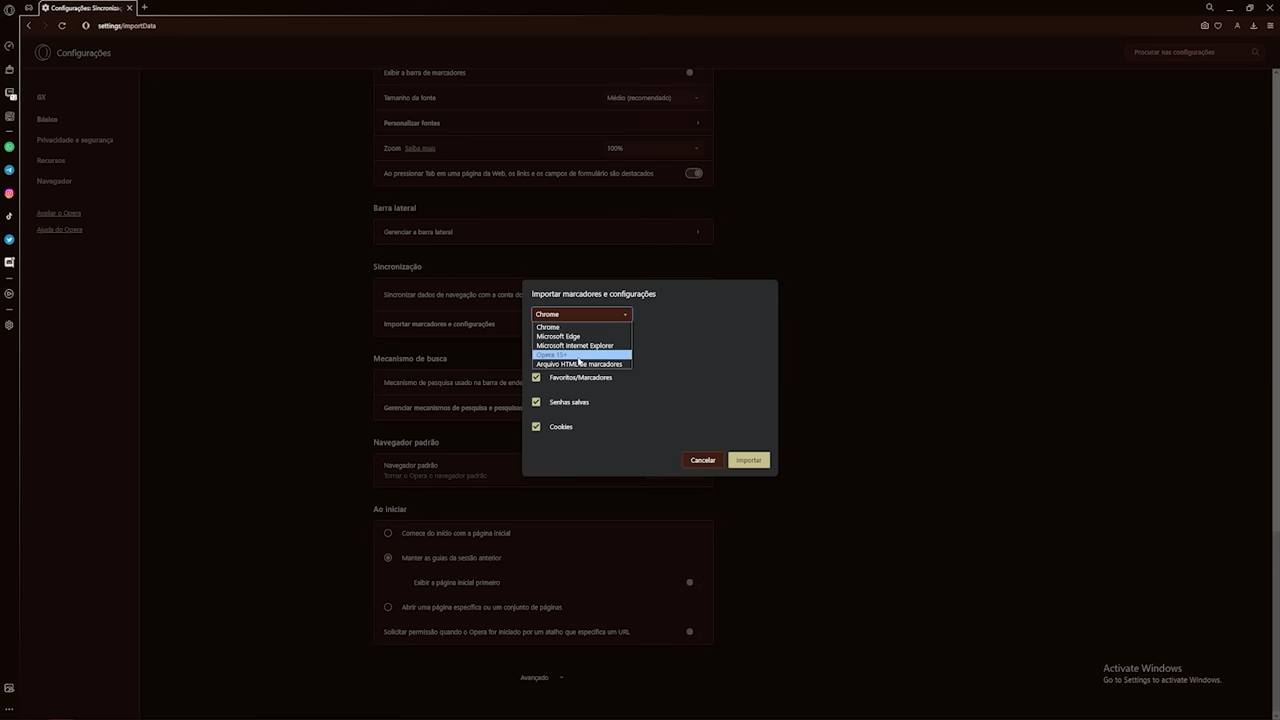 Configurações: Sincroniz
settings/importData
Configurações
Procurar nas configurações
GX
Básico
Privacidade e segurança
Recursos
Navegador
Avaliar o Opera
Ajuda do Opera
Exibir a barra de marcadores
Tamanho da fonte
Médio (recomendado)
Personalizar fontes
Zoom Saiba mais
100%
Ao pressionar Tab em uma página da Web, os links e os campos de formulário são destacados
Barra lateral
Gerenciar a barra lateral
Sincronização
Sincronizar dados de navegação com a conta do
Importar marcadores e configurações
Mecanismo de busca
Mecanismo de pesquisa usado na barra de ende
Gerenciar mecanismos de pesquisa e pesquisas
Navegador padrão
Navegador padrão
Tornar o Opera o navegador padrão
Ao iniciar
Comece do início com a página inicial
Manter as guias da sessão anterior
Exibir a página inicial primeiro
Abrir uma página específica ou um conjunto de páginas
Solicitar permissão quando o Opera for iniciado por um atalho que especifica um URL
Avançado
Importar marcadores e configurações
Chrome
Chrome
Microsoft Edge
Microsoft Internet Explorer
Opera 15+
Arquivo HTML de marcadores
Favoritos/Marcadores
Senhas salvas
Cookies
Cancelar
Importar
Activate Windows
Go to Settings to activate Windows.